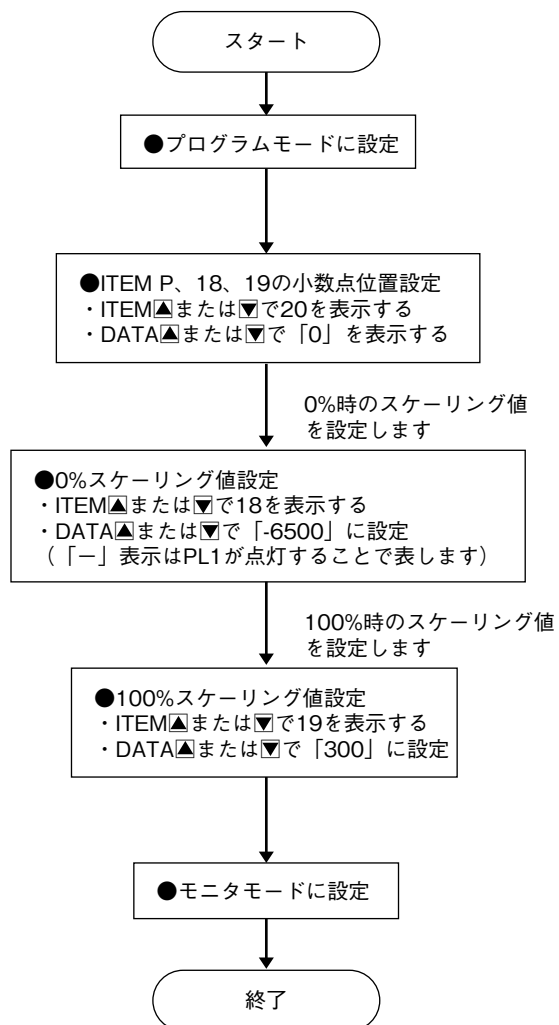 スタート
●プログラムモードに設定
●ITEM P、18、19の小数点位置設定
・ITEM▲または▼で20を表示する
・DATA▲または▼で「0」を表示する
0%時のスケーリング値
を設定します
●0%スケーリング値設定
・ITEM▲または▼で18を表示する
・DATA▲または▼で「-6500」に設定
（「－」表示はPL1が点灯することで表します）
100%時のスケーリング値
を設定します
●100%スケーリング値設定
・ITEM▲または▼で19を表示する
・DATA▲または▼で「300」に設定
●モニタモードに設定
終了